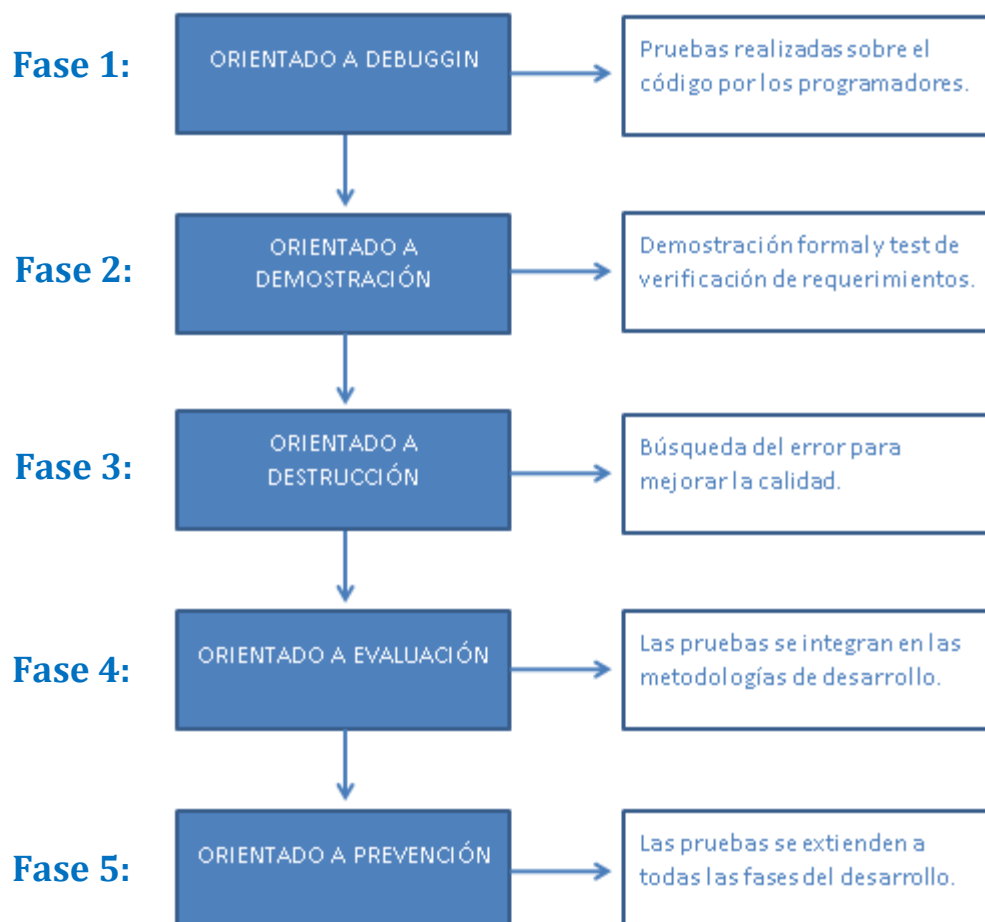 Fase 1:
ORIENTADO A DEBUGGIN
Pruebas realizadas sobre el
código por los programadores.
Fase 2:
ORIENTADO A
DEMOSTRACIÓN
Demostración formal y test de
verificación de requerimientos.
Fase 3:
ORIENTADO A
DESTRUCCIÓN
Búsqueda del error para
mejorar la calidad.
Fase 4:
ORIENTADO A EVALUACIÓN
Las pruebas se integran en las
metodologías de desarrollo.
Fase 5:
ORIENTADO A PREVENCIÓN
Las pruebas se extienden a
todas las fases del desarrollo.